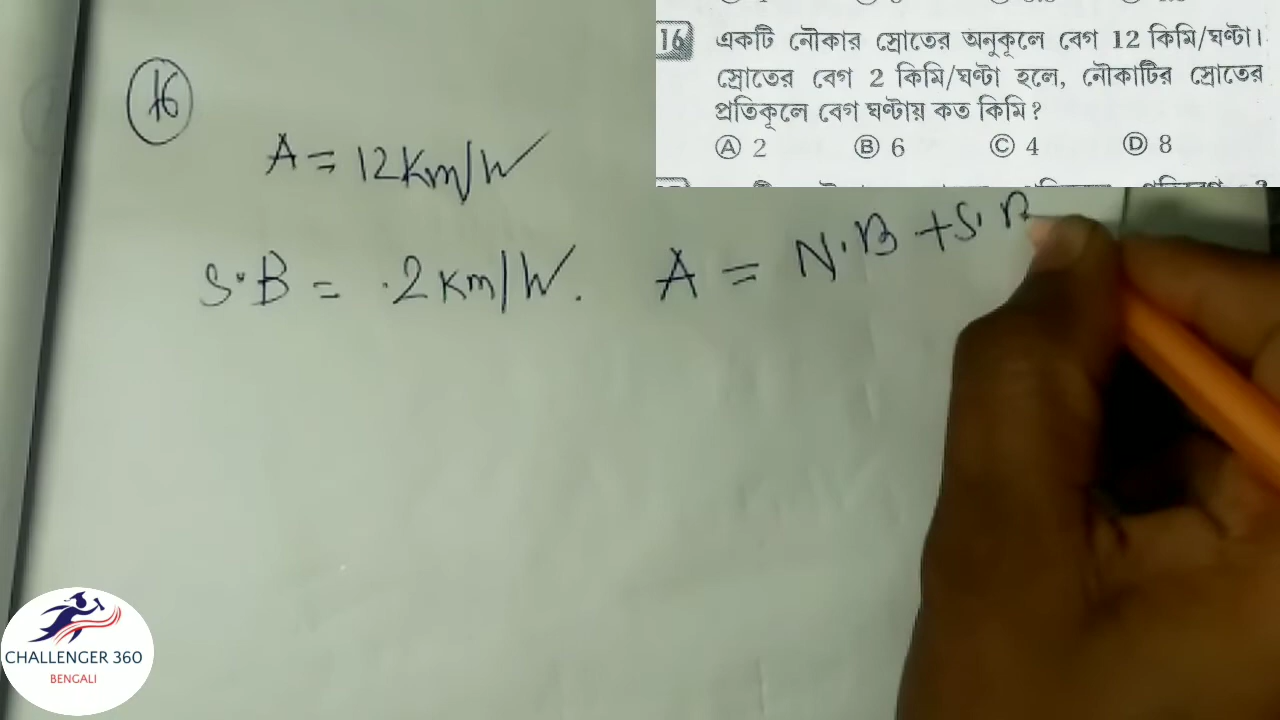 16 একটি নৌকার স্রোতের অনুকূলে বেগ 12 কিমি/ঘণ্টা।
স্রোতের বেগ 2 কিমি/ঘণ্টা হলে, নৌকাটির স্রোতের
প্রতিকূলে বেগ ঘণ্টায় কত কিমি?
Ⓐ 2 Ⓑ 6 Ⓒ 4 Ⓓ 8
16
A = 12 Km/
S.B = 2 Km/
A = N.B + S.B
CHALLENGER 360
BENGALI